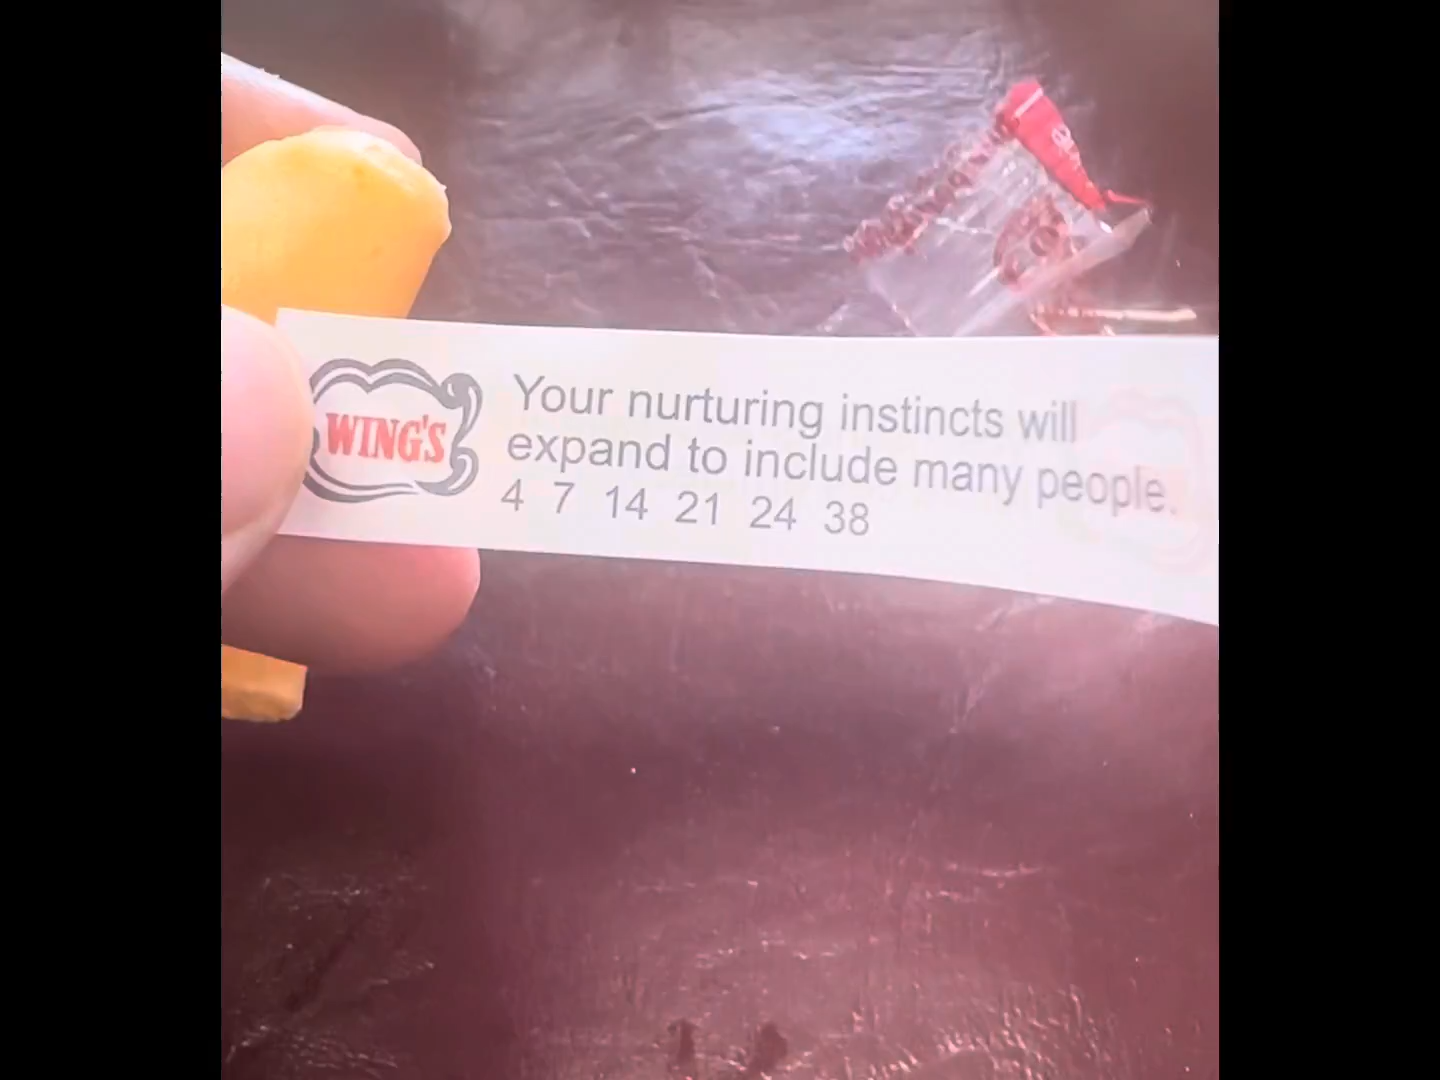 WING'S
Your nurturing instincts will
expand to include many people.
4 7 14 21 24 38